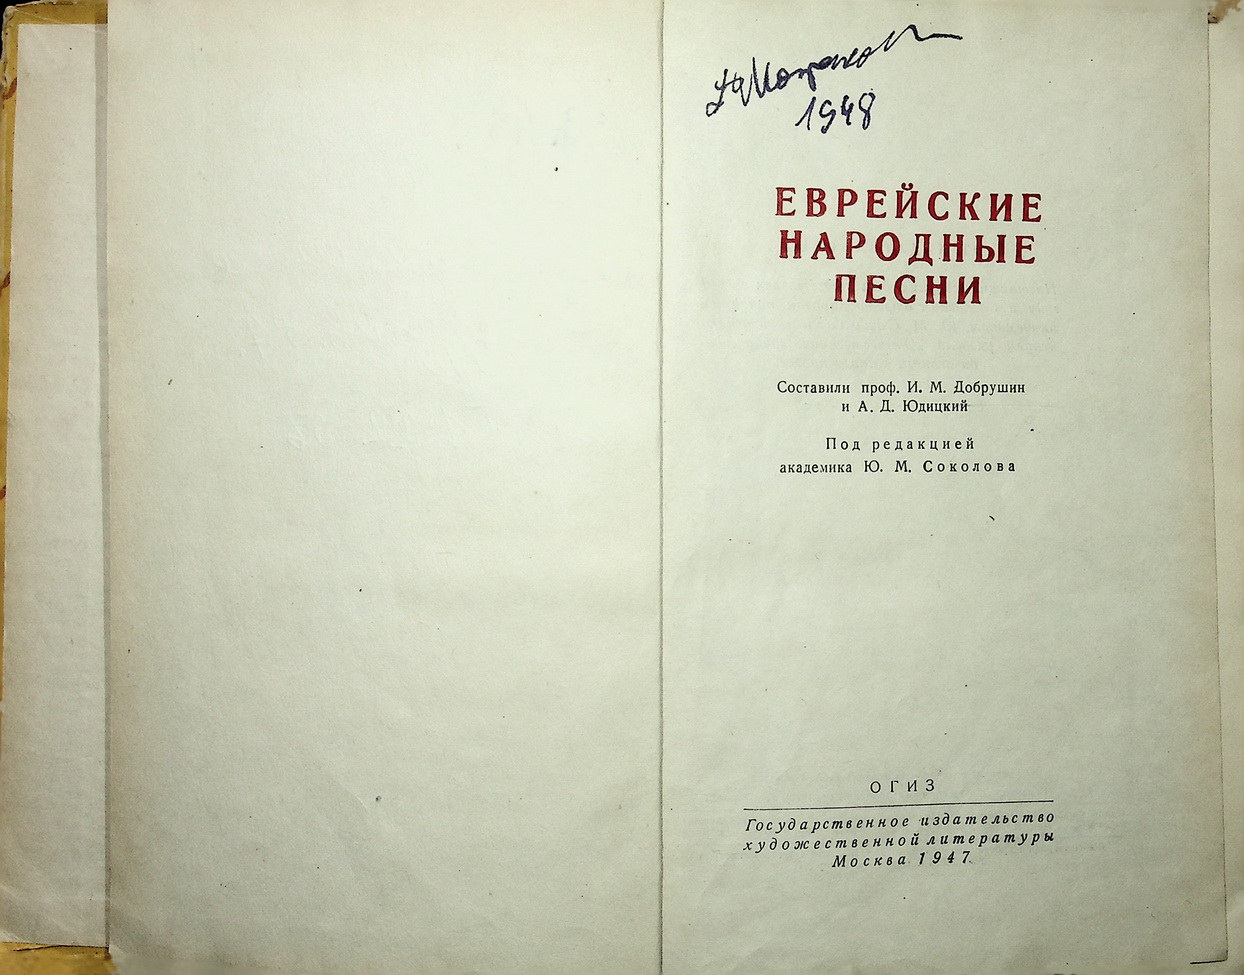 1948
ЕВРЕЙСКИЕ
НАРОДНЫЕ
ПЕСНИ
Составили проф. И. М. Добрушин
и А. Д. Юдицкий
Под редакцией
академика Ю. М. Соколова
ОГИЗ
Государственное издательство
художественной литературы
Москва 1947